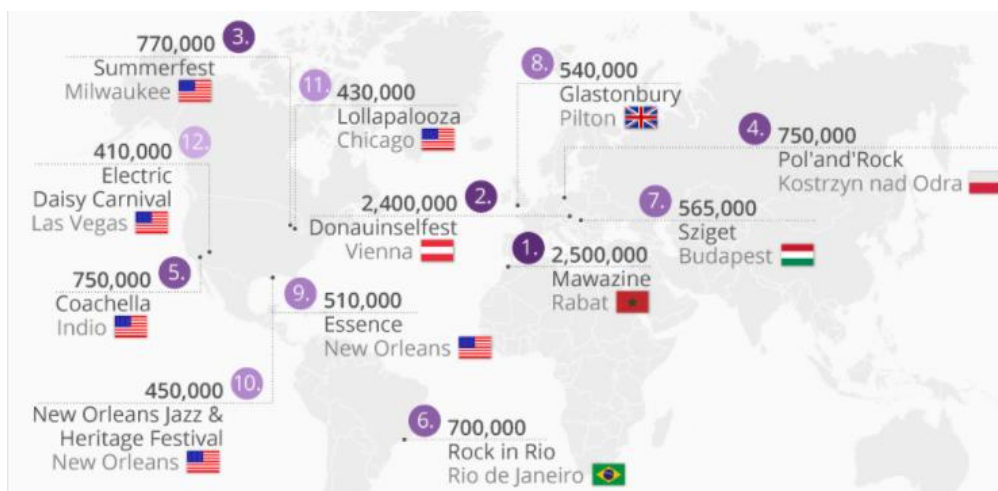 770,000 3.
Summerfest
Milwaukee
11. 430,000
Lollapalooza
Chicago
8. 540,000
Glastonbury
Pilton
4. 750,000
Pol'and'Rock
Kostrzyn nad Odra
410,000 12.
Electric
Daisy Carnival
Las Vegas
2,400,000 2.
Donauinselfest
Vienna
7. 565,000
Sziget
Budapest
1. 2,500,000
Mawazine
Rabat
750,000 5.
Coachella
Indio
9. 510,000
Essence
New Orleans
450,000 10.
New Orleans Jazz &
Heritage Festival
New Orleans
6. 700,000
Rock in Rio
Rio de Janeiro